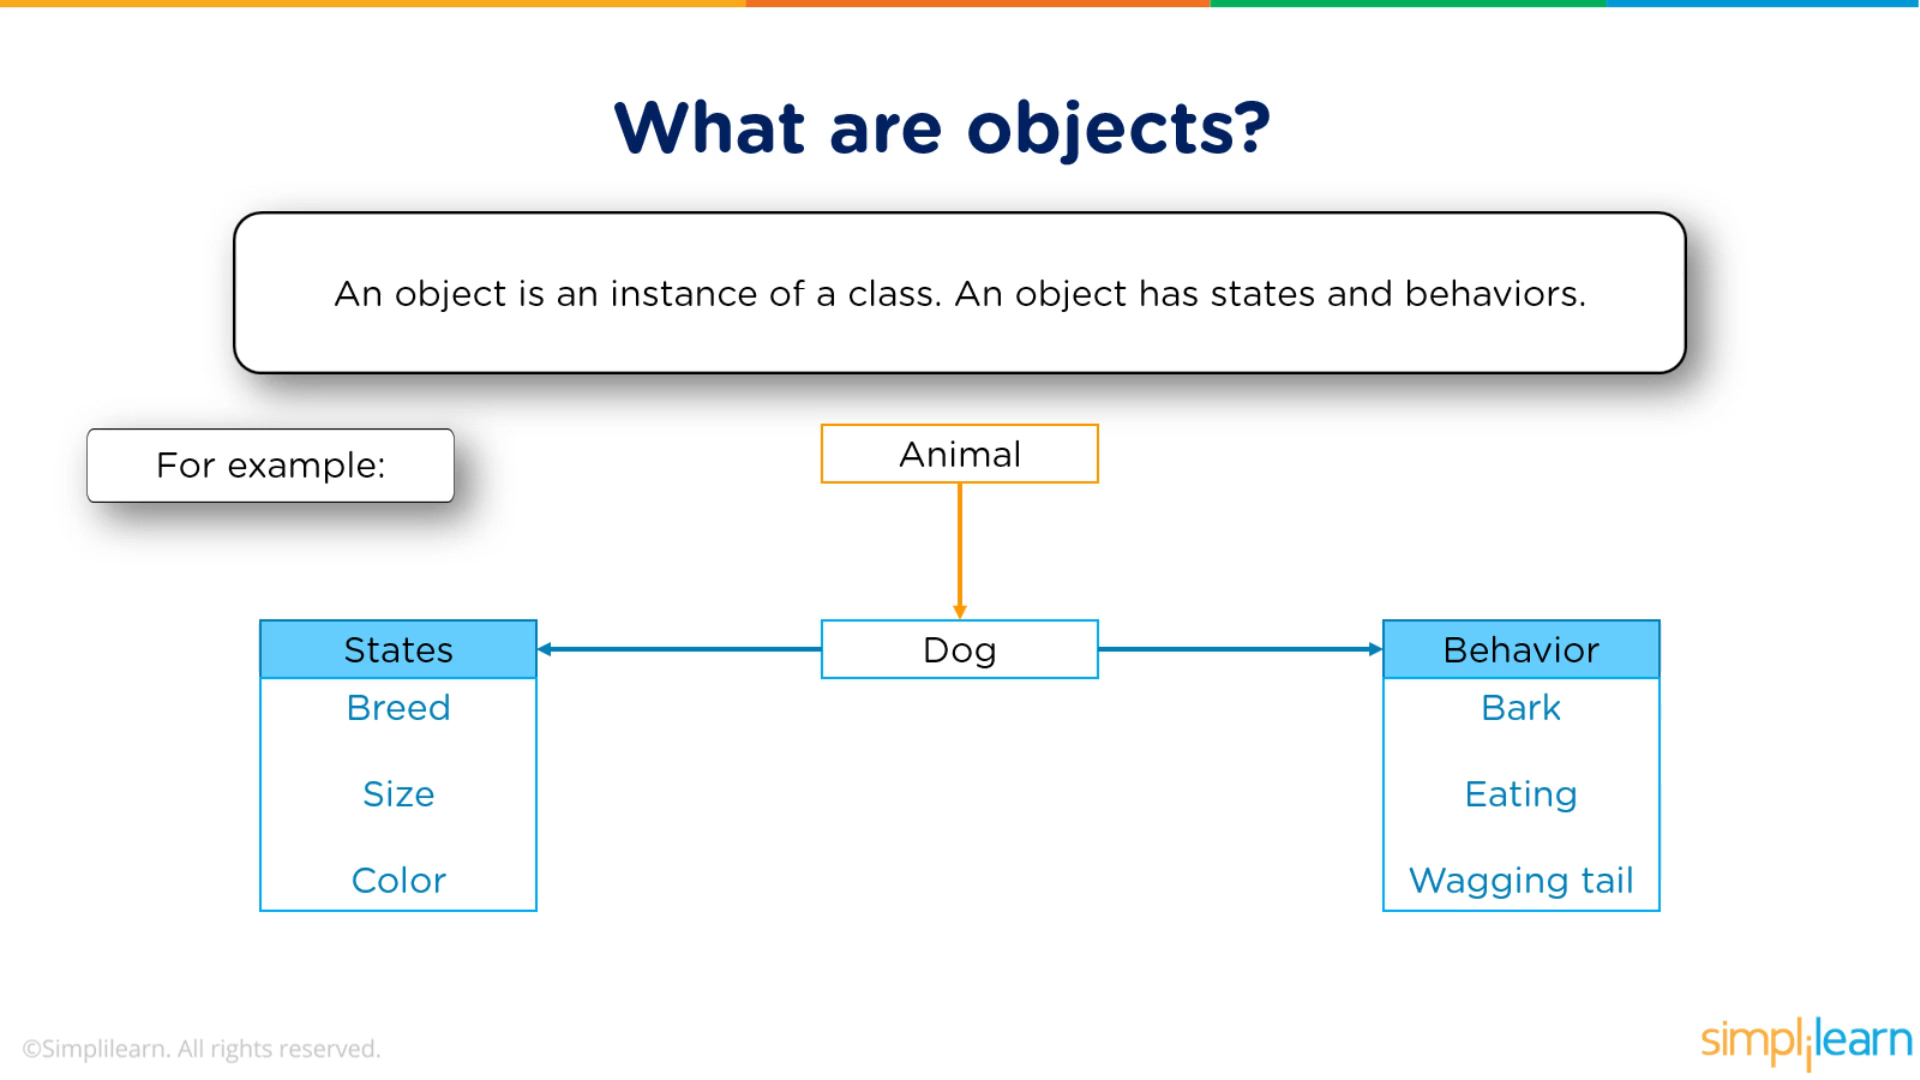 What are objects?
An object is an instance of a class. An object has states and behaviors.
For example:
Animal
States
Dog
Behavior
Breed
Bark
Size
Eating
Color
Wagging tail
©Simplilearn. All rights reserved.
simplilearn